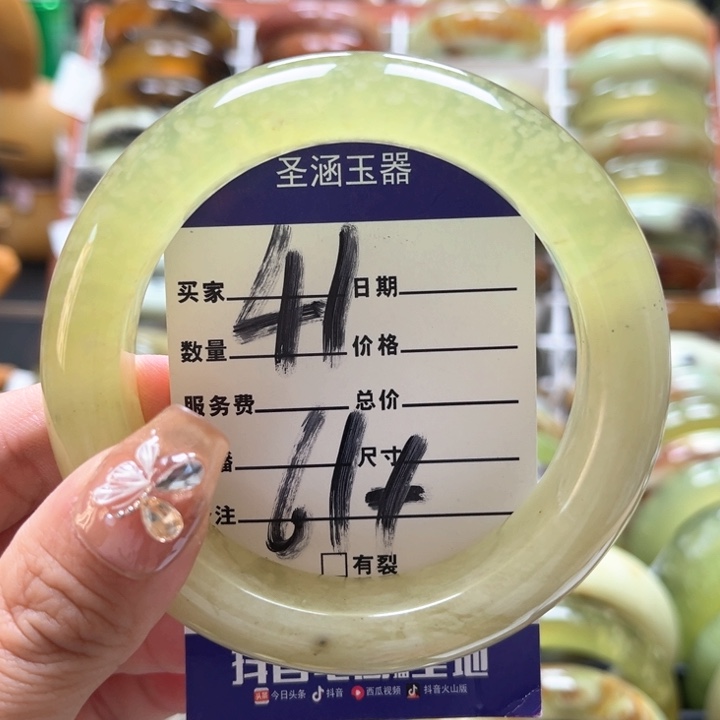 圣涵玉器
41
买家 日期
数量 价格
服务费 总价
播 尺寸
61+
注
有裂
今日头条 抖音 西瓜视频 抖音火山版